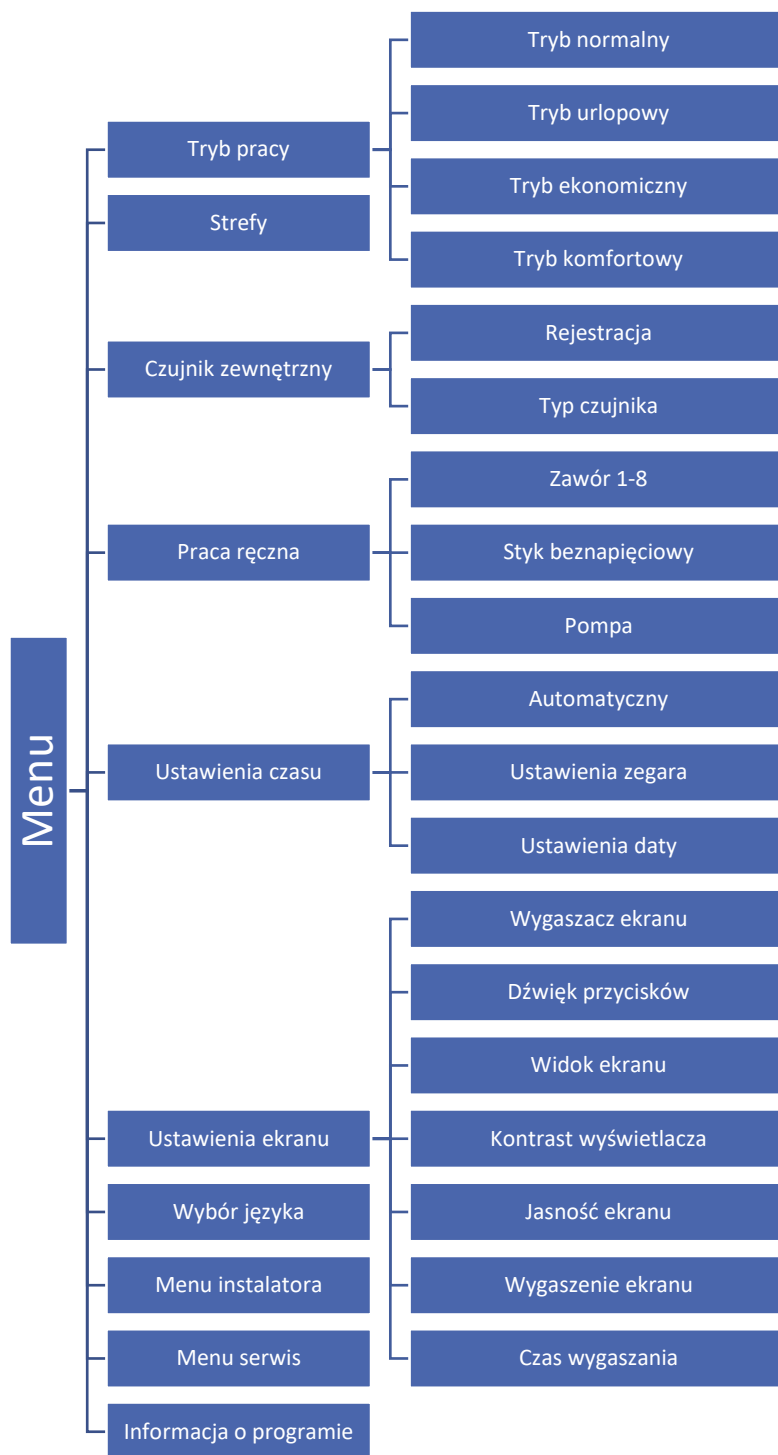 Menu
Tryb pracy
Tryb normalny
Tryb urlopowy
Tryb ekonomiczny
Tryb komfortowy
Strefy
Czujnik zewnętrzny
Rejestracja
Typ czujnika
Praca ręczna
Zawór 1-8
Styk beznapięciowy
Pompa
Ustawienia czasu
Automatyczny
Ustawienia zegara
Ustawienia daty
Ustawienia ekranu
Wygaszacz ekranu
Dźwięk przycisków
Widok ekranu
Kontrast wyświetlacza
Jasność ekranu
Wygaszenie ekranu
Czas wygaszania
Wybór języka
Menu instalatora
Menu serwis
Informacja o programie